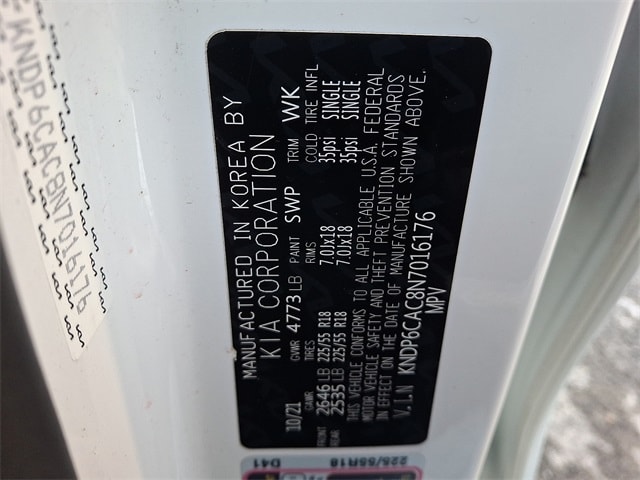 KNDP6CAC8N7016176
MANUFACTURED IN KOREA BY
KIA CORPORATION
10/21 GVWR 4773 LB PAINT SWP TRIM WK
FRONT GAWR TIRES RMS COLD TIRE INFL
2646 LB 225/55 R18 7.0Jx18 35psi SINGLE
REAR 2535 LB 225/55 R18 7.0Jx18 35psi SINGLE
THIS VEHICLE CONFORMS TO ALL APPLICABLE U.S.A. FEDERAL
MOTOR VEHICLE SAFETY AND THEFT PREVENTION STANDARDS
IN EFFECT ON THE DATE OF MANUFACTURE SHOWN ABOVE.
V.I.N KNDP6CAC8N7016176
MPV
D41
225/55R18